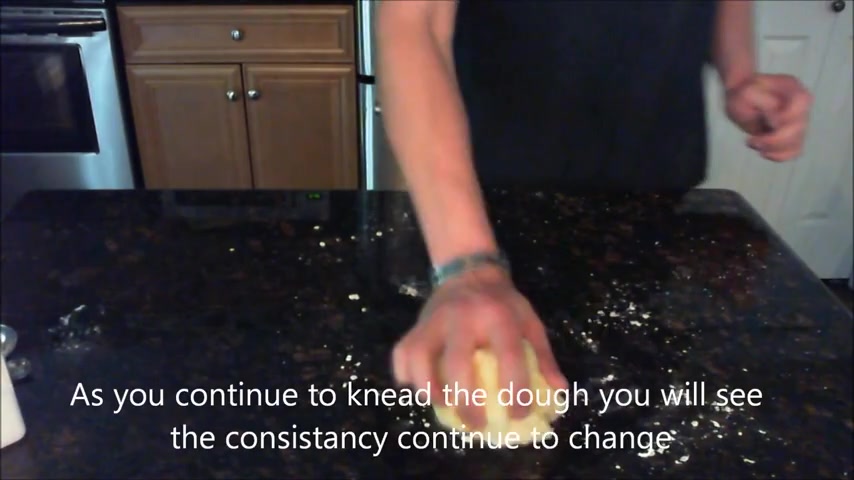 As you continue to knead the dough you will see
the consistancy continue to change